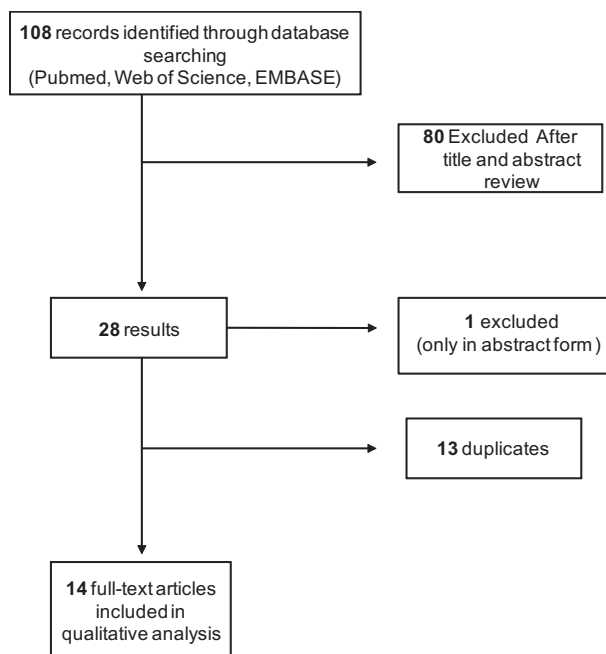 108 records identified through database
searching
(Pubmed, Web of Science, EMBASE)
80 Excluded After
title and abstract
review
28 results
1 excluded
(only in abstract form )
13 duplicates
14 full-text articles
included in
qualitative analysis